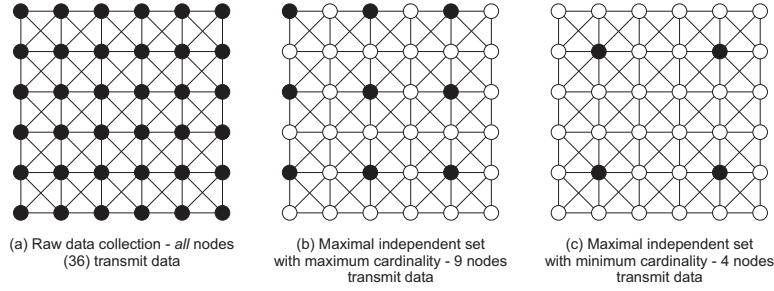 (a) Raw data collection - all nodes
(36) transmit data
(b) Maximal independent set
with maximum cardinality - 9 nodes
transmit data
(c) Maximal independent set
with minimum cardinality - 4 nodes
transmit data